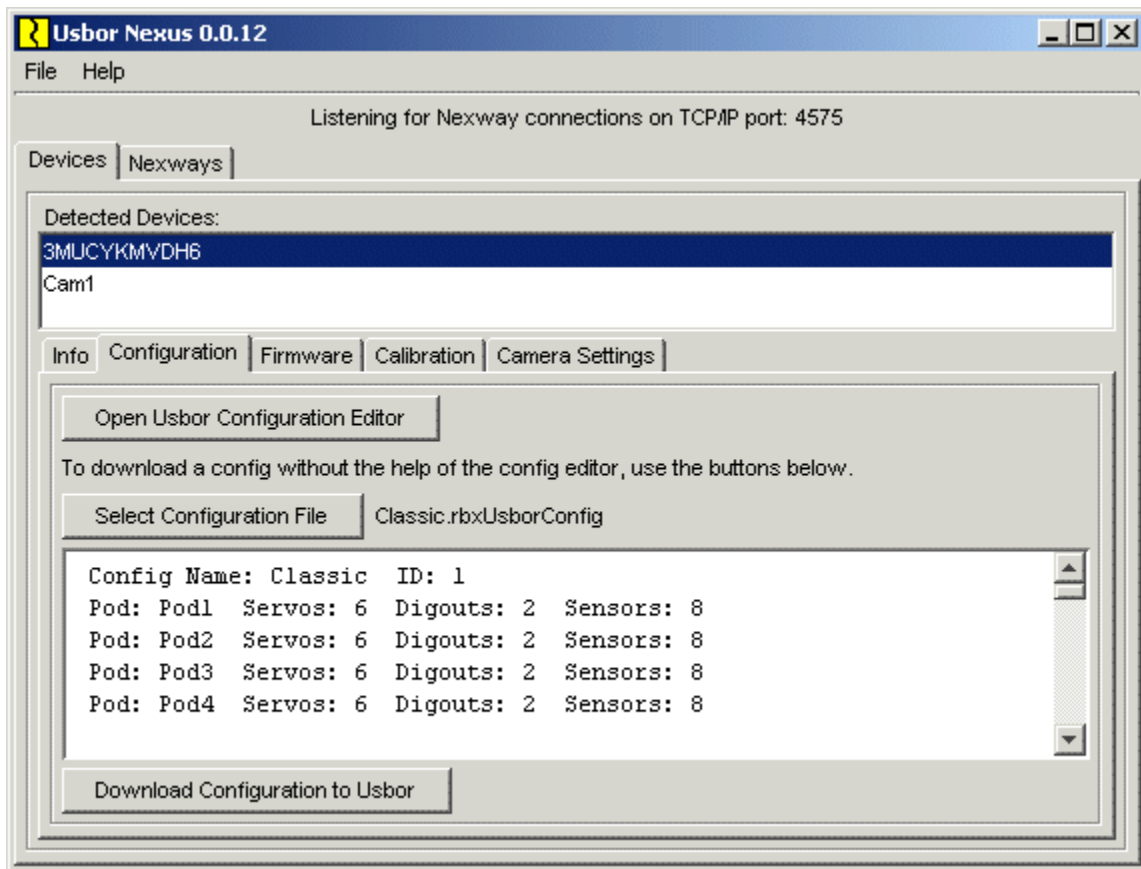 Usbor Nexus 0.0.12
File Help
Listening for Nexway connections on TCP/IP port: 4575
Devices Nexways
Detected Devices:
3MUCYKMVDH6
Cam1
Info Configuration Firmware Calibration Camera Settings
Open Usbor Configuration Editor
To download a config without the help of the config editor, use the buttons below.
Select Configuration File Classic.rbxUsborConfig
Config Name: Classic ID: 1
Pod: Pod1 Servos: 6 Digouts: 2 Sensors: 8
Pod: Pod2 Servos: 6 Digouts: 2 Sensors: 8
Pod: Pod3 Servos: 6 Digouts: 2 Sensors: 8
Pod: Pod4 Servos: 6 Digouts: 2 Sensors: 8
Download Configuration to Usbor